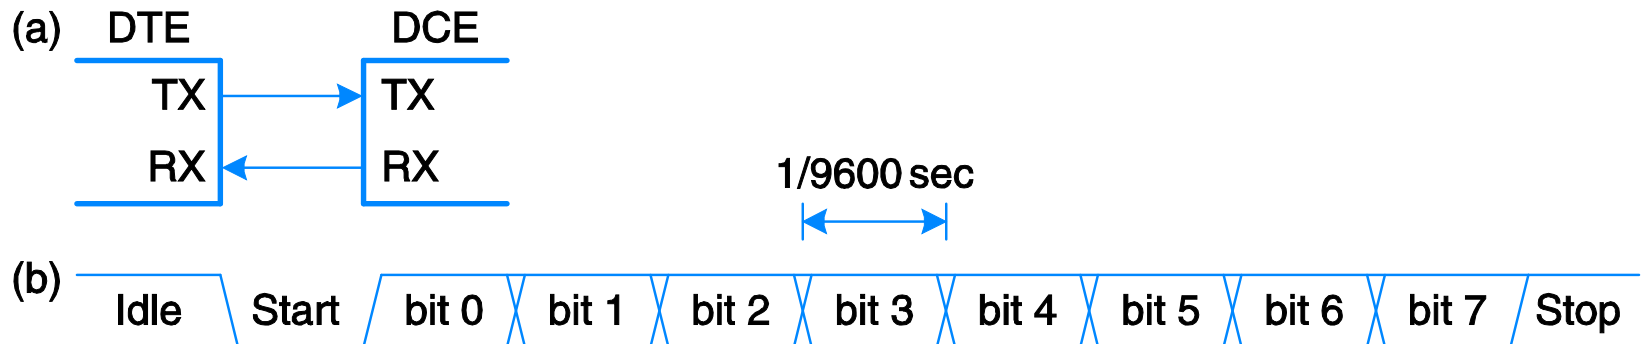 (a) DTE DCE
TX TX
RX RX
1/9600 sec
(b) Idle Start bit 0 bit 1 bit 2 bit 3 bit 4 bit 5 bit 6 bit 7 Stop